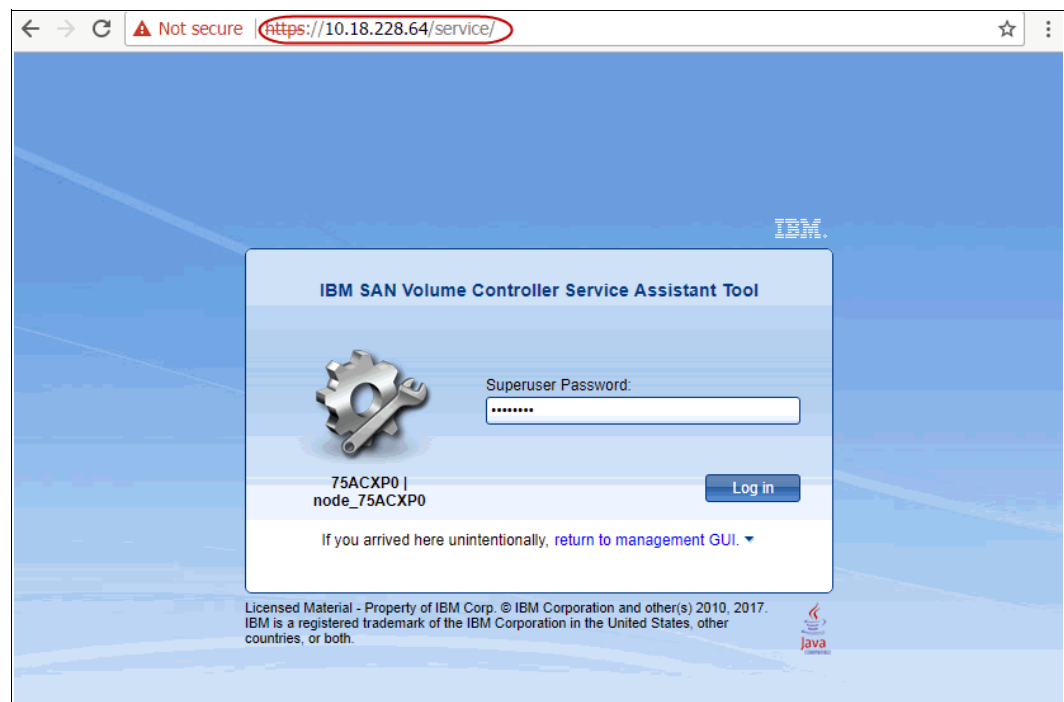 Not secure https://10.18.228.64/service/
IBM.
IBM SAN Volume Controller Service Assistant Tool
Superuser Password:
••••••••
75ACXP0 |
node_75ACXP0
Log in
If you arrived here unintentionally, return to management GUI.
Licensed Material - Property of IBM Corp. © IBM Corporation and other(s) 2010, 2017.
IBM is a registered trademark of the IBM Corporation in the United States, other
countries, or both.
Java
COMPATIBLE